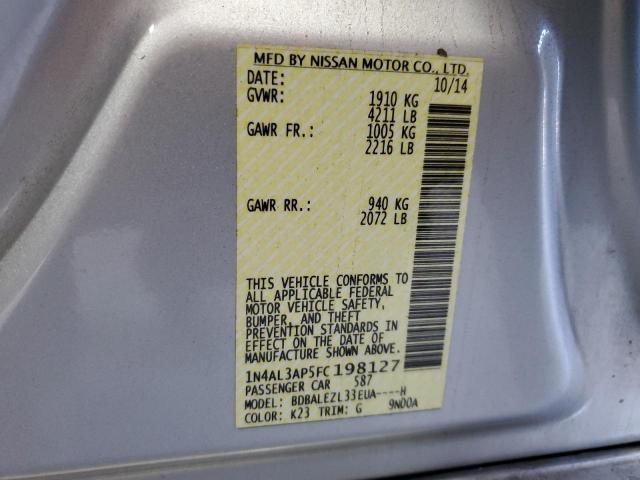 MFD BY NISSAN MOTOR CO., LTD.
DATE: 10/14
GVWR: 1910 KG
4211 LB
GAWR FR.: 1005 KG
2216 LB
GAWR RR.: 940 KG
2072 LB
THIS VEHICLE CONFORMS TO
ALL APPLICABLE FEDERAL
MOTOR VEHICLE SAFETY,
BUMPER, AND THEFT
PREVENTION STANDARDS IN
EFFECT ON THE DATE OF
MANUFACTURE SHOWN ABOVE.
1N4AL3AP5FC198127
PASSENGER CAR 587
MODEL: BDBALEZL33EUA----H
COLOR: K23 TRIM: G 9N00A